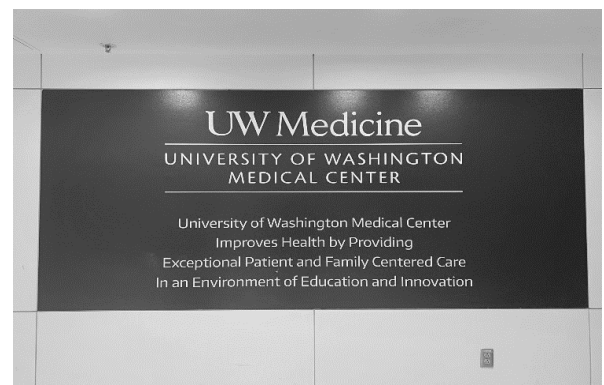 UW Medicine
UNIVERSITY OF WASHINGTON
MEDICAL CENTER
University of Washington Medical Center
Improves Health by Providing
Exceptional Patient and Family Centered Care
In an Environment of Education and Innovation